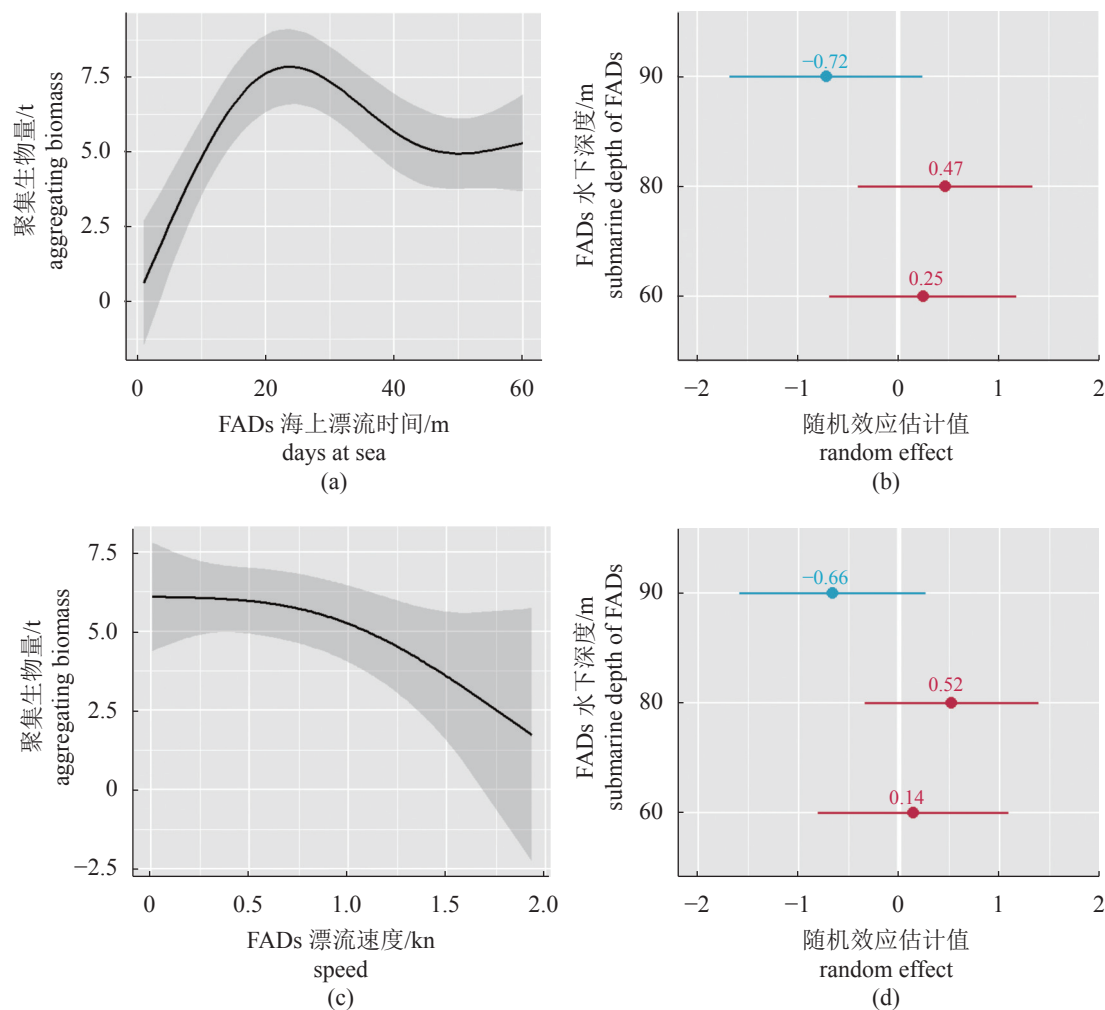 聚集生物量/t
aggregating biomass
7.5
5.0
2.5
0
0
20
40
60
FADs 海上漂流时间/m
days at sea
(a)
FADs 水下深度/m
submarine depth of FADs
90
80
60
−0.72
0.47
0.25
−2
−1
0
1
2
随机效应估计值
random effect
(b)
聚集生物量/t
aggregating biomass
7.5
5.0
2.5
0
−2.5
0
0.5
1.0
1.5
2.0
FADs 漂流速度/kn
speed
(c)
FADs 水下深度/m
submarine depth of FADs
90
80
60
−0.66
0.52
0.14
−2
−1
0
1
2
随机效应估计值
random effect
(d)